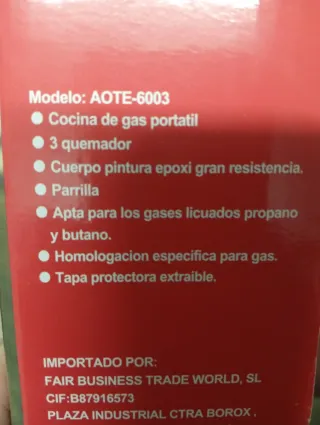 Modelo: AOTE-6003
● Cocina de gas portatil
● 3 quemador
● Cuerpo pintura epoxi gran resistencia.
● Parrilla
● Apta para los gases licuados propano
y butano.
● Homologacion especifica para gas.
● Tapa protectora extraible.
IMPORTADO POR:
FAIR BUSINESS TRADE WORLD, SL
CIF:B87916573
PLAZA INDUSTRIAL CTRA BOROX ,